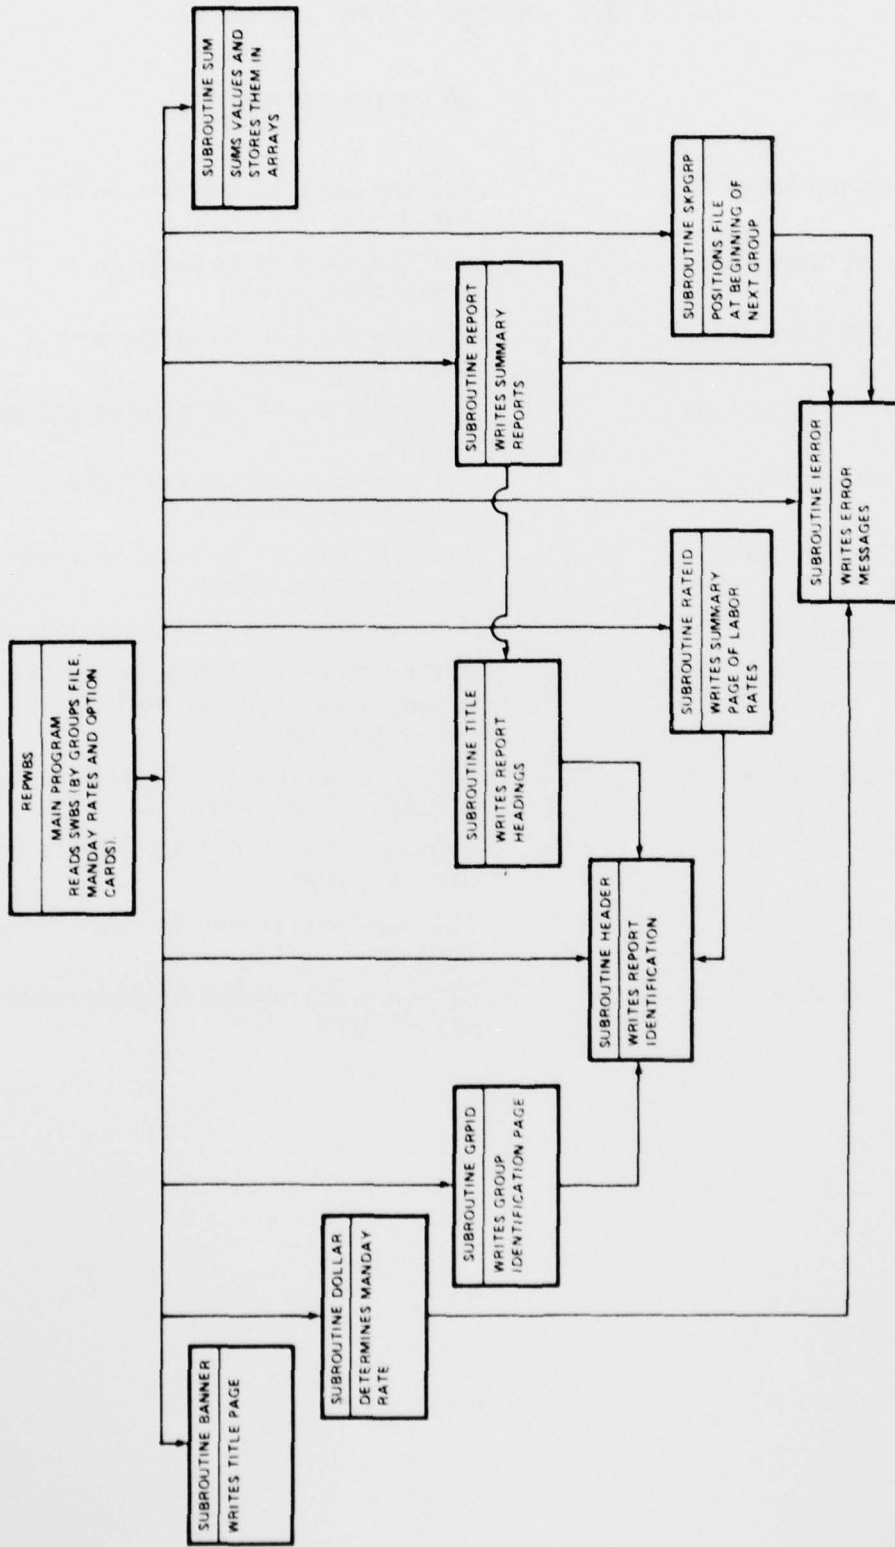 REPWBS
MAIN PROGRAM
READS SWBS (BY GROUPS FILE,
MANDAY RATES AND OPTION
CARDS).
SUBROUTINE BANNER
WRITES TITLE PAGE
SUBROUTINE SUM
SUMS VALUES AND
STORES THEM IN
ARRAYS
SUBROUTINE DOLLAR
DETERMINES MANDAY
RATE
SUBROUTINE GRPID
WRITES GROUP
IDENTIFICATION PAGE
SUBROUTINE TITLE
WRITES REPORT
HEADINGS
SUBROUTINE REPORT
WRITES SUMMARY
REPORTS
SUBROUTINE HEADER
WRITES REPORT
IDENTIFICATION
SUBROUTINE RATEID
WRITES SUMMARY
PAGE OF LABOR
RATES
SUBROUTINE SKPGRP
POSITIONS FILE
AT BEGINNING OF
NEXT GROUP
SUBROUTINE IERROR
WRITES ERROR
MESSAGES